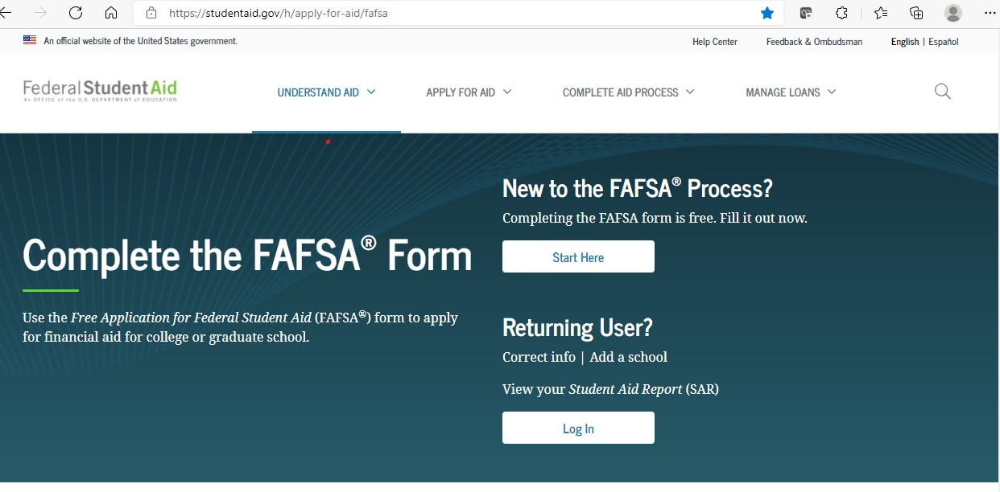 https://studentaid.gov/h/apply-for-aid/fafsa
An official website of the United States government.
Help Center Feedback & Ombudsman English | Español
Federal Student Aid
An OFFICE of the U.S. DEPARTMENT of EDUCATION
UNDERSTAND AID APPLY FOR AID COMPLETE AID PROCESS MANAGE LOANS
Complete the FAFSA® Form
Use the Free Application for Federal Student Aid (FAFSA®) form to apply
for financial aid for college or graduate school.
New to the FAFSA® Process?
Completing the FAFSA form is free. Fill it out now.
Start Here
Returning User?
Correct info | Add a school
View your Student Aid Report (SAR)
Log In